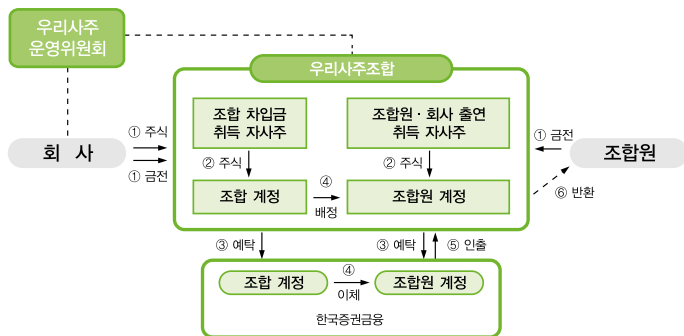 우리사주
운영위원회
우리사주조합
조합 차입금
취득 자사주
조합원·회사 출연
취득 자사주
① 주식
① 금전
회 사
조합원
① 금전
② 주식
② 주식
조합 계정
④
배정
조합원 계정
⑥ 반환
③ 예탁
③ 예탁
⑤ 인출
조합 계정
④
이체
조합원 계정
한국증권금융